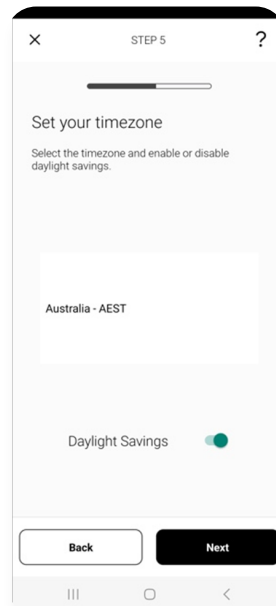 STEP 5
?
Set your timezone
Select the timezone and enable or disable
daylight savings.
Australia - AEST
Daylight Savings
Back
Next